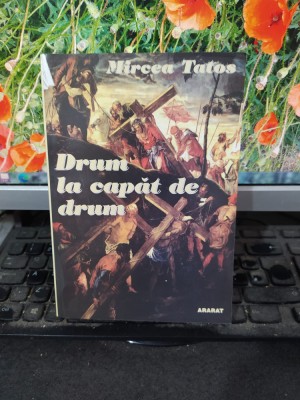 Mircea Tatos
Drum
la capăt de
drum
ARARAT